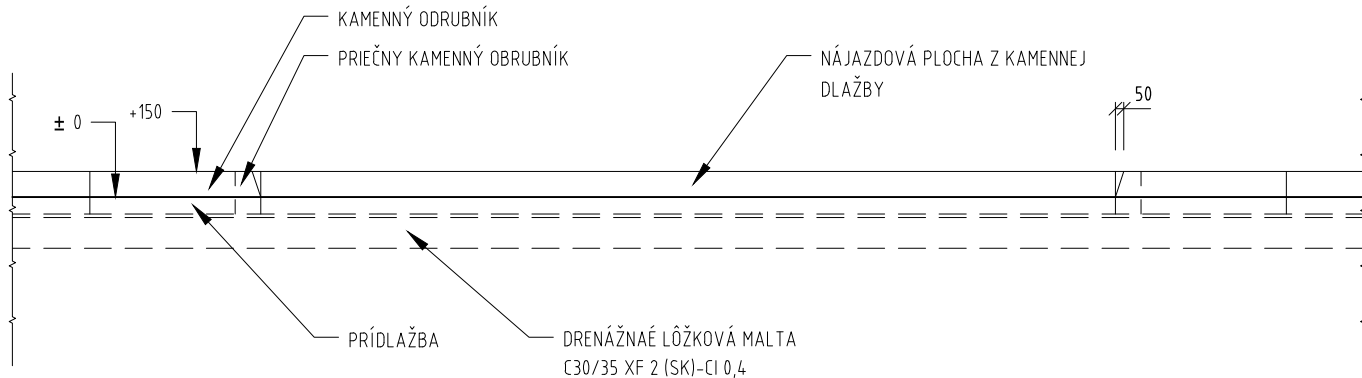 KAMENNÝ ODRUBNÍK
PRIEČNY KAMENNÝ OBRUBNÍK
NÁJAZDOVÁ PLOCHA Z KAMENNEJ
DLAŽBY
50
+150
± 0
PRÍDLAŽBA
DRENÁŽNAÉ LÔŽKOVÁ MALTA
C30/35 XF 2 (SK)-Cl 0,4